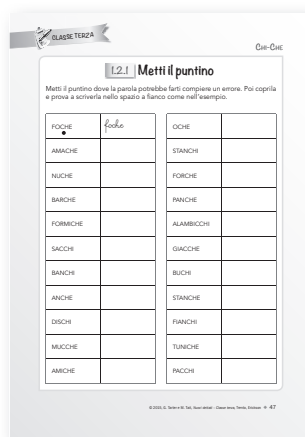 CLASSE TERZA
CHI-CHE
1.2.1 Metti il puntino
Metti il puntino dove la parola potrebbe farti compiere un errore. Poi coprila
e prova a scriverla nello spazio a fianco come nell'esempio.
FOCHE foche
AMACHE
NUCHE
BARCHE
FORMICHE
SACCHI
BANCHI
ANCHE
DISCHI
MUCCHE
AMICHE
OCHE
STANCHI
FORCHE
PANCHE
ALAMBICCHI
GIACCHE
BUCHI
STANCHE
FIANCHI
TUNICHE
PACCHI
47